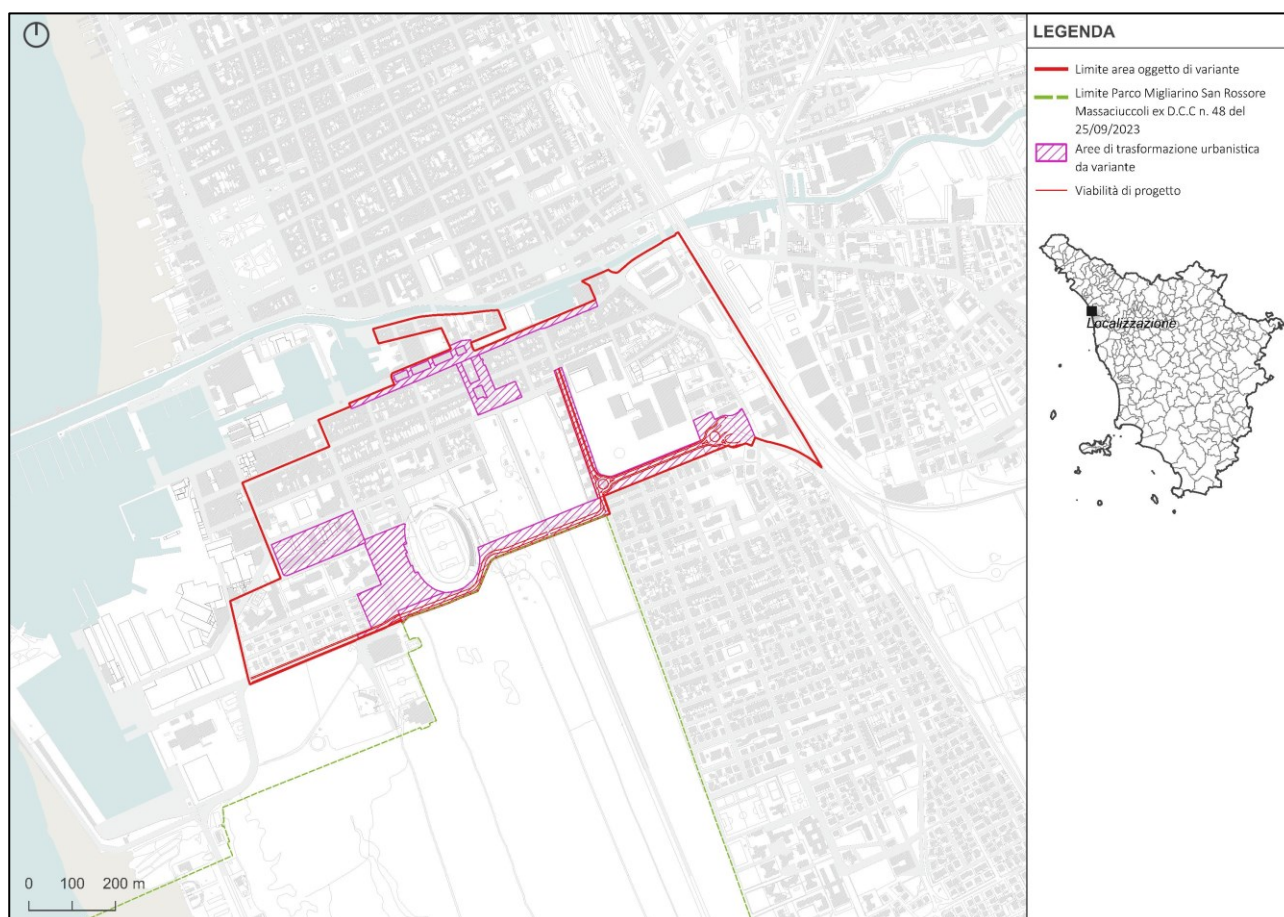 LEGENDA
Limite area oggetto di variante
Limite Parco Migliarino San Rossore
Massaciuccoli ex D.C.C n. 48 del
25/09/2023
Aree di trasformazione urbanistica
da variante
Viabilità di progetto
Localizzazione
0 100 200 m